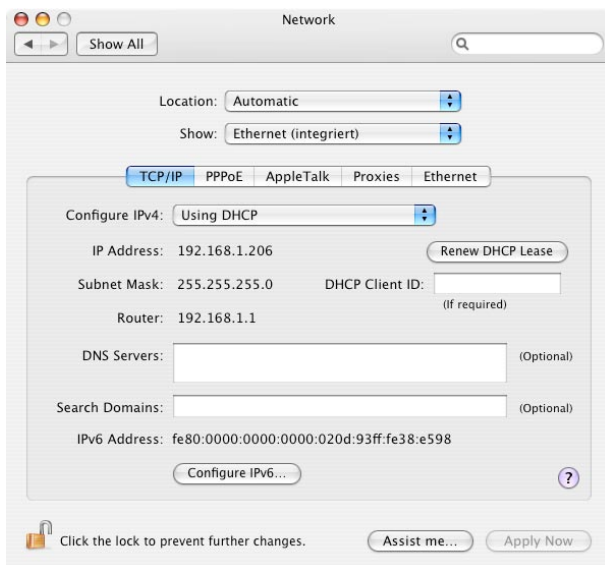 Network
Show All
Location: Automatic
Show: Ethernet (integriert)
TCP/IP PPPoE AppleTalk Proxies Ethernet
Configure IPv4: Using DHCP
IP Address: 192.168.1.206 Renew DHCP Lease
Subnet Mask: 255.255.255.0 DHCP Client ID:
(If required)
Router: 192.168.1.1
DNS Servers: (Optional)
Search Domains: (Optional)
IPv6 Address: fe80:0000:0000:0000:020d:93ff:fe38:e598
Configure IPv6... ?
Click the lock to prevent further changes. Assist me... Apply Now